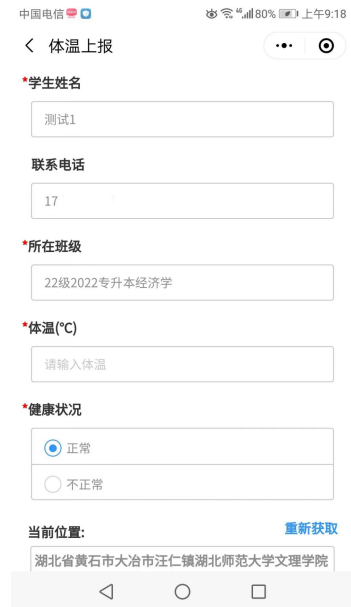 中国电信 46 80% 上午9:18
体温上报
*学生姓名
测试1
联系电话
17
*所在班级
22级2022专升本经济学
*体温(℃)
请输入体温
*健康状况
正常
不正常
当前位置: 重新获取
湖北省黄石市大冶市汪仁镇湖北师范大学文理学院